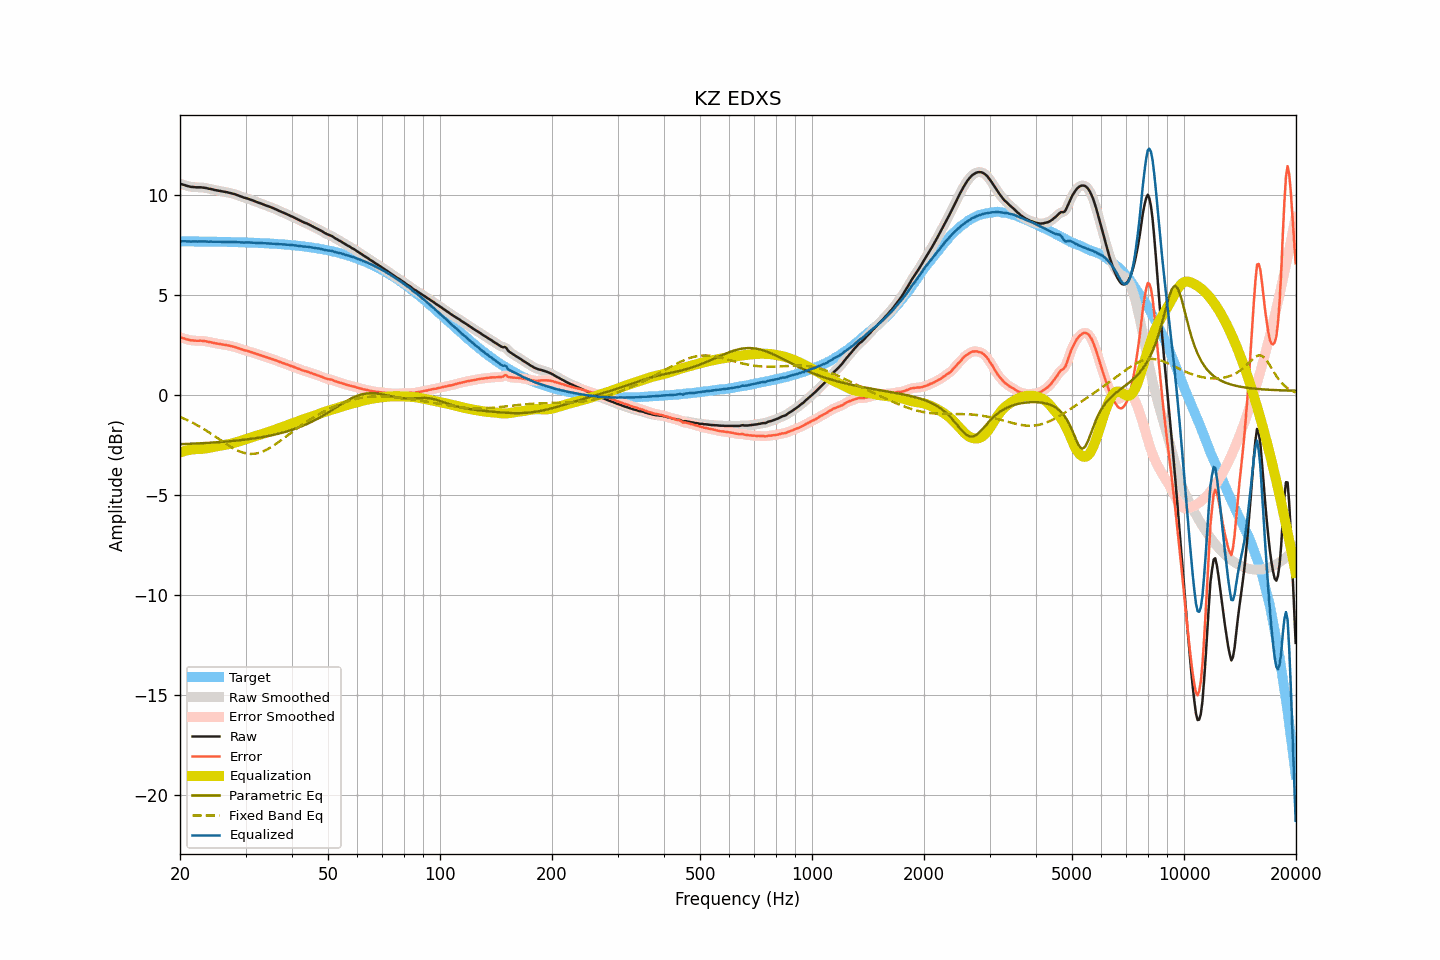 KZ EDXS
10
5
0
−5
−10
−15
−20
Amplitude (dBr)
Target
Raw Smoothed
Error Smoothed
Raw
Error
Equalization
Parametric Eq
Fixed Band Eq
Equalized
20 50 100 200 500 1000 2000 5000 10000 20000
Frequency (Hz)